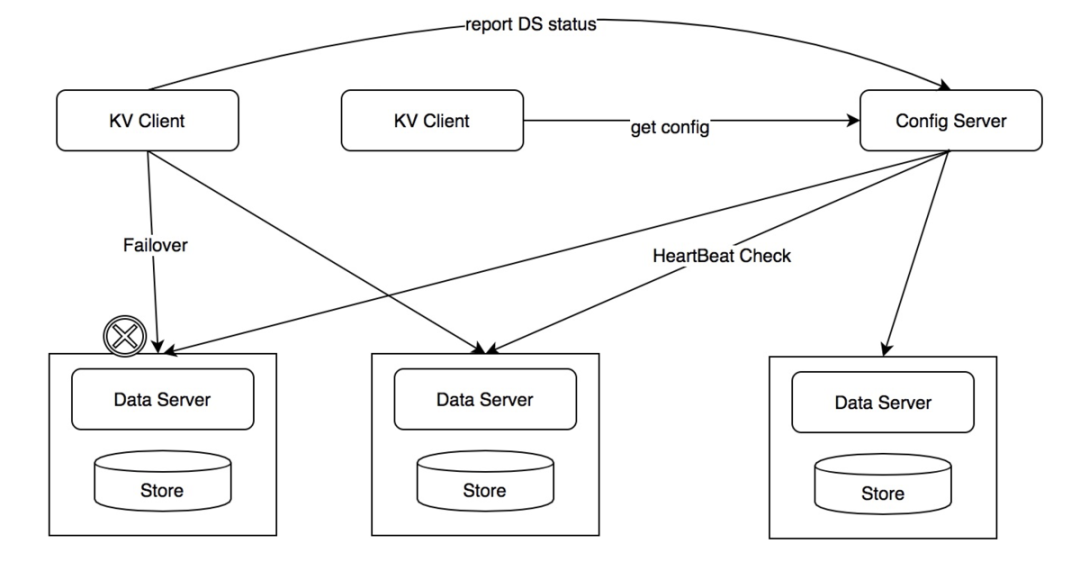 report DS status
KV Client
KV Client
get config
Config Server
Failover
HeartBeat Check
Data Server
Data Server
Data Server
Store
Store
Store